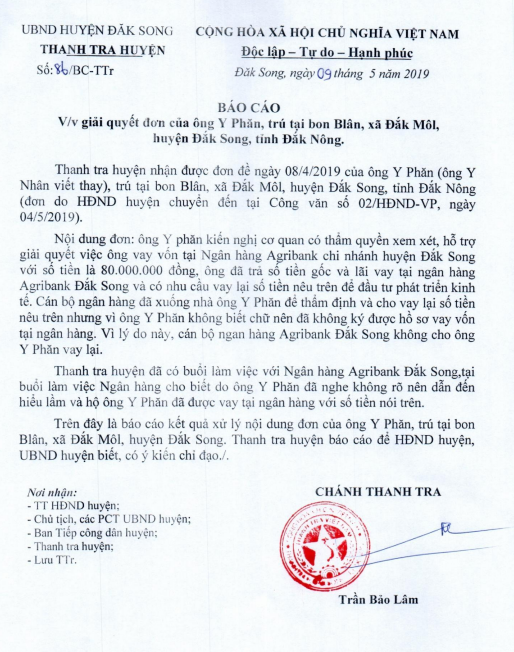 UBND HUYỆN ĐĂK SONG
THANH TRA HUYỆN
Số:86/BC-TTr
CỘNG HÒA XÃ HỘI CHỦ NGHĨA VIỆT NAM
Độc lập – Tự do – Hạnh phúc
Đăk Song, ngày 09 tháng 5 năm 2019
BÁO CÁO
V/v giải quyết đơn của ông Y Phăn, trú tại bon Blân, xã Đắk Môl,
huyện Đắk Song, tỉnh Đắk Nông.
Thanh tra huyện nhận được đơn đề ngày 08/4/2019 của ông Y Phăn (ông Y
Nhân viết thay), trú tại bon Blân, xã Đắk Môl, huyện Đắk Song, tỉnh Đắk Nông
(đơn do HĐND huyện chuyển đến tại Công văn số 02/HĐND-VP, ngày
04/5/2019).
Nội dung đơn: ông Y phăn kiến nghị cơ quan có thẩm quyền xem xét, hỗ trợ
giải quyết việc ông vay vốn tại Ngân hàng Agribank chi nhánh huyện Đắk Song
với số tiền là 80.000.000 đồng, ông đã trả số tiền gốc và lãi vay tại ngân hàng
Agribank Đắk Song và có nhu cầu vay lại số tiền nêu trên để đầu tư phát triển kinh
tế. Cán bộ ngân hàng đã xuống nhà ông Y Phăn để thẩm định và cho vay lại số tiền
nêu trên nhưng vì ông Y Phăn không biết chữ nên đã không ký được hồ sơ vay vốn
tại ngân hàng. Vì lý do này, cán bộ ngan hàng Agribank Đắk Song không cho ông
Y Phăn vay lại.
Thanh tra huyện đã có buổi làm việc với Ngân hàng Agribank Đắk Song,tại
buổi làm việc Ngân hàng cho biết do ông Y Phăn đã nghe không rõ nên dẫn đến
hiểu lầm và hộ ông Y Phăn đã được vay tại ngân hàng với số tiền nói trên.
Trên đây là báo cáo kết quả xử lý nội dung đơn của ông Y Phăn, trú tại bon
Blân, xã Đắk Môl, huyện Đắk Song. Thanh tra huyện báo cáo để HĐND huyện,
UBND huyện biết, có ý kiến chỉ đạo./.
Nơi nhận:
- TT HĐND huyện;
- Chủ tịch, các PCT UBND huyện;
- Ban Tiếp công dân huyện;
- Thanh tra huyện;
- Lưu TTr.
CHÁNH THANH TRA
Trần Bảo Lâm